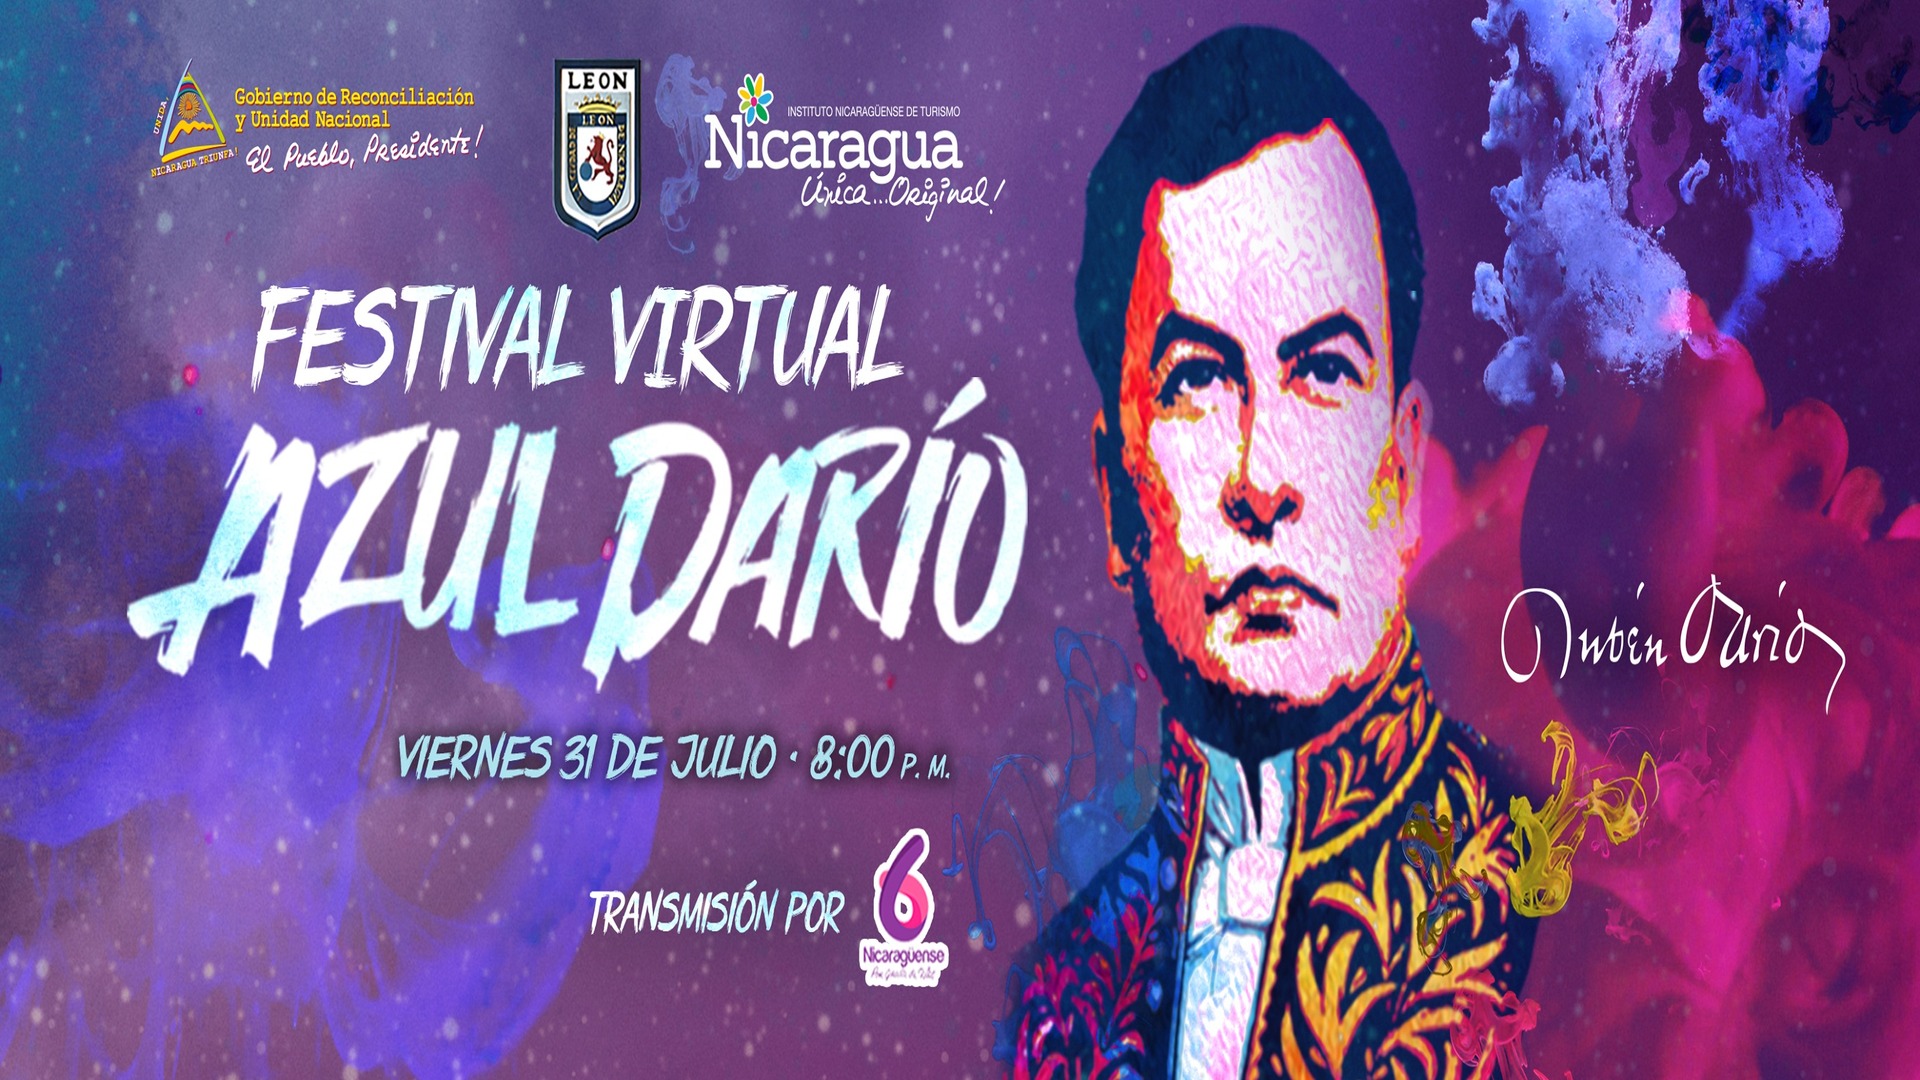 UNIDA,
NICARAGUA TRIUNFA!
Gobierno de Reconciliación
y Unidad Nacional
El Pueblo, Presidente!
LEON
LEON
INSTITUTO NICARAGÜENSE DE TURISMO
Nicaragua
Única...Original!
FESTIVAL VIRTUAL
AZUL DARÍO
VIERNES 31 DE JULIO · 8:00 P. M.
TRANSMISIÓN POR
6
Nicaragüense
Rubén Darío